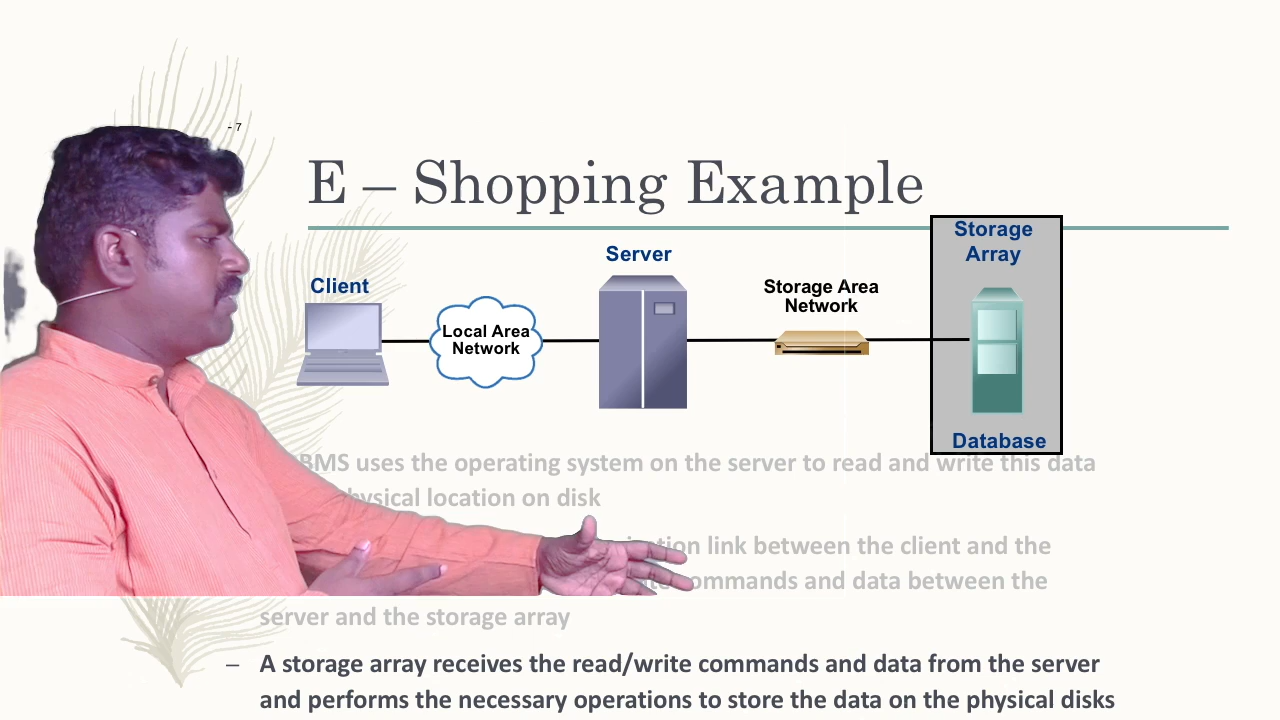 - 7
E – Shopping Example
Storage
Array
Server
Client
Storage Area
Network
Local Area
Network
Database
BMS uses the operating system on the server to read and write this data
physical location on disk
link between the client and the
commands and data between the
server and the storage array
– A storage array receives the read/write commands and data from the server
and performs the necessary operations to store the data on the physical disks